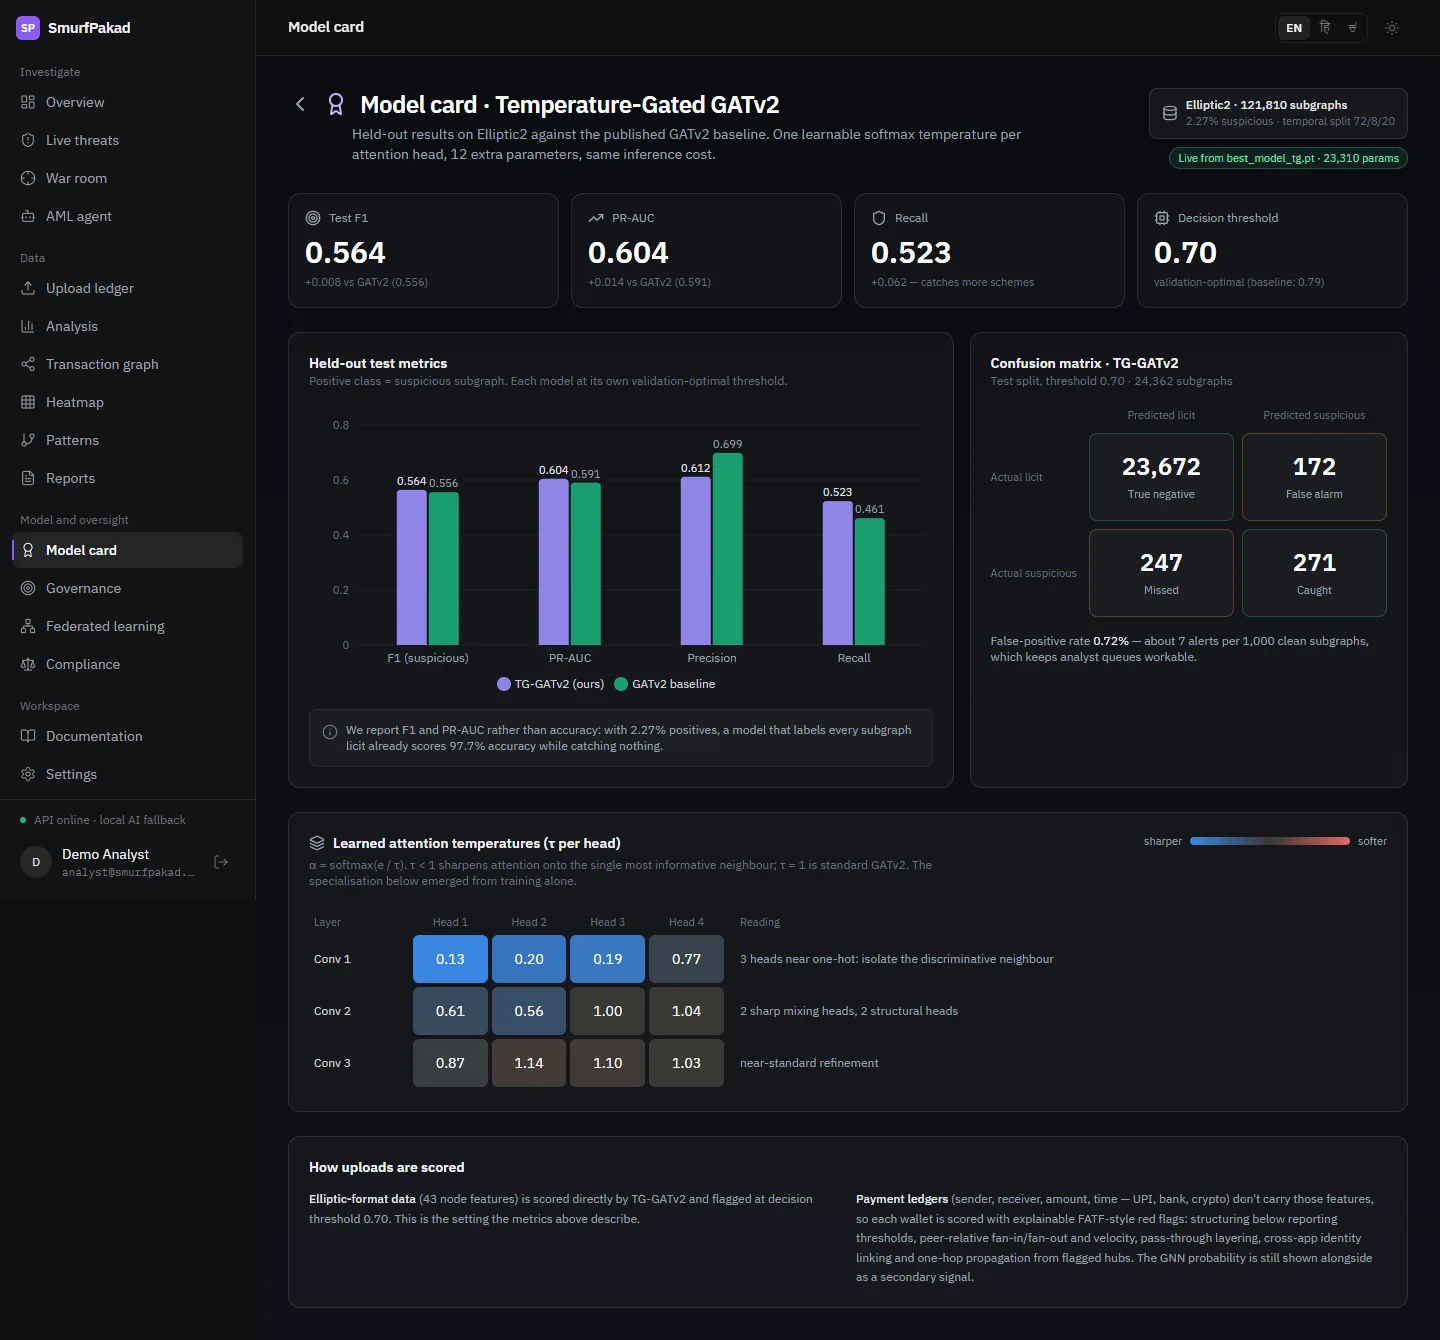 SP SmurfPakad
Investigate
Overview
Live threats
War room
AML agent
Data
Upload ledger
Analysis
Transaction graph
Heatmap
Patterns
Reports
Model and oversight
Model card
Governance
Federated learning
Compliance
Workspace
Documentation
Settings
API online · local AI fallback
D
Demo Analyst
analyst@smurfpakad.…
Model card
EN हि ಕ
Model card · Temperature-Gated GATv2
Held-out results on Elliptic2 against the published GATv2 baseline. One learnable softmax temperature per
attention head, 12 extra parameters, same inference cost.
Elliptic2 · 121,810 subgraphs
2.27% suspicious · temporal split 72/8/20
Live from best_model_tg.pt · 23,310 params
Test F1
0.564
+0.008 vs GATv2 (0.556)
PR-AUC
0.604
+0.014 vs GATv2 (0.591)
Recall
0.523
+0.062 — catches more schemes
Decision threshold
0.70
validation-optimal (baseline: 0.79)
Held-out test metrics
Positive class = suspicious subgraph. Each model at its own validation-optimal threshold.
0.8
0.6
0.4
0.2
0
0.564 0.556
0.604 0.591
0.612 0.699
0.523 0.461
F1 (suspicious) PR-AUC Precision Recall
TG-GATv2 (ours) GATv2 baseline
We report F1 and PR-AUC rather than accuracy: with 2.27% positives, a model that labels every subgraph
licit already scores 97.7% accuracy while catching nothing.
Confusion matrix · TG-GATv2
Test split, threshold 0.70 · 24,362 subgraphs
Predicted licit Predicted suspicious
Actual licit
23,672
True negative
172
False alarm
Actual suspicious
247
Missed
271
Caught
False-positive rate 0.72% — about 7 alerts per 1,000 clean subgraphs,
which keeps analyst queues workable.
Learned attention temperatures (τ per head)
α = softmax(e / τ). τ < 1 sharpens attention onto the single most informative neighbour; τ = 1 is standard GATv2. The
specialisation below emerged from training alone.
sharper softer
Layer Head 1 Head 2 Head 3 Head 4 Reading
Conv 1 0.13 0.20 0.19 0.77 3 heads near one-hot: isolate the discriminative neighbour
Conv 2 0.61 0.56 1.00 1.04 2 sharp mixing heads, 2 structural heads
Conv 3 0.87 1.14 1.10 1.03 near-standard refinement
How uploads are scored
Elliptic-format data (43 node features) is scored directly by TG-GATv2 and flagged at decision
threshold 0.70. This is the setting the metrics above describe.
Payment ledgers (sender, receiver, amount, time — UPI, bank, crypto) don't carry those features,
so each wallet is scored with explainable FATF-style red flags: structuring below reporting
thresholds, peer-relative fan-in/fan-out and velocity, pass-through layering, cross-app identity
linking and one-hop propagation from flagged hubs. The GNN probability is still shown alongside
as a secondary signal.